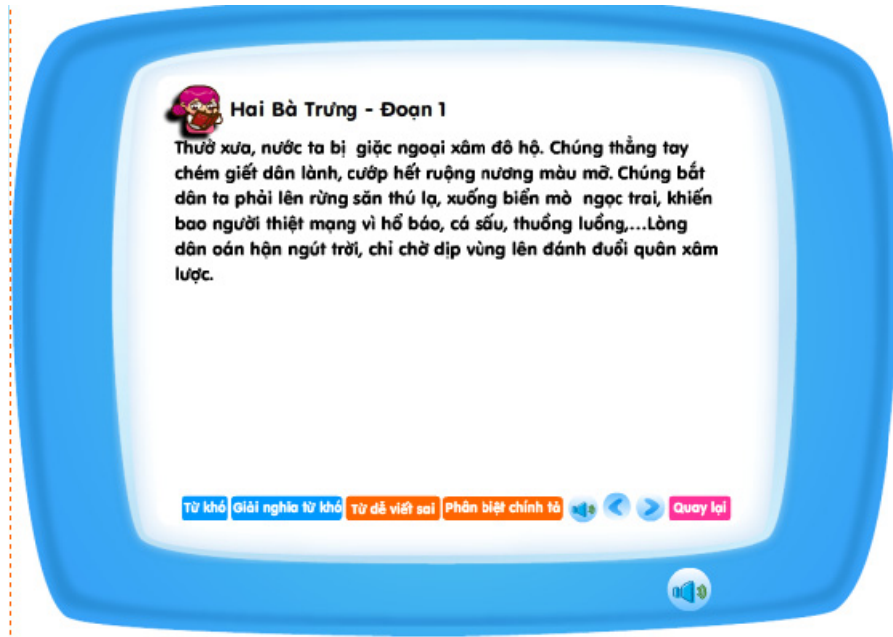 Hai Bà Trưng - Đoạn 1
Thuở xưa, nước ta bị giặc ngoại xâm đô hộ. Chúng thẳng tay
chém giết dân lành, cướp hết ruộng nương màu mỡ. Chúng bắt
dân ta phải lên rừng săn thú lạ, xuống biển mò ngọc trai, khiến
bao người thiệt mạng vì hổ báo, cá sấu, thuồng luồng,...Lòng
dân oán hận ngút trời, chỉ chờ dịp vùng lên đánh đuổi quân xâm
lược.
Từ khó Giải nghĩa từ khó Từ dễ viết sai Phân biệt chính tả Quay lại